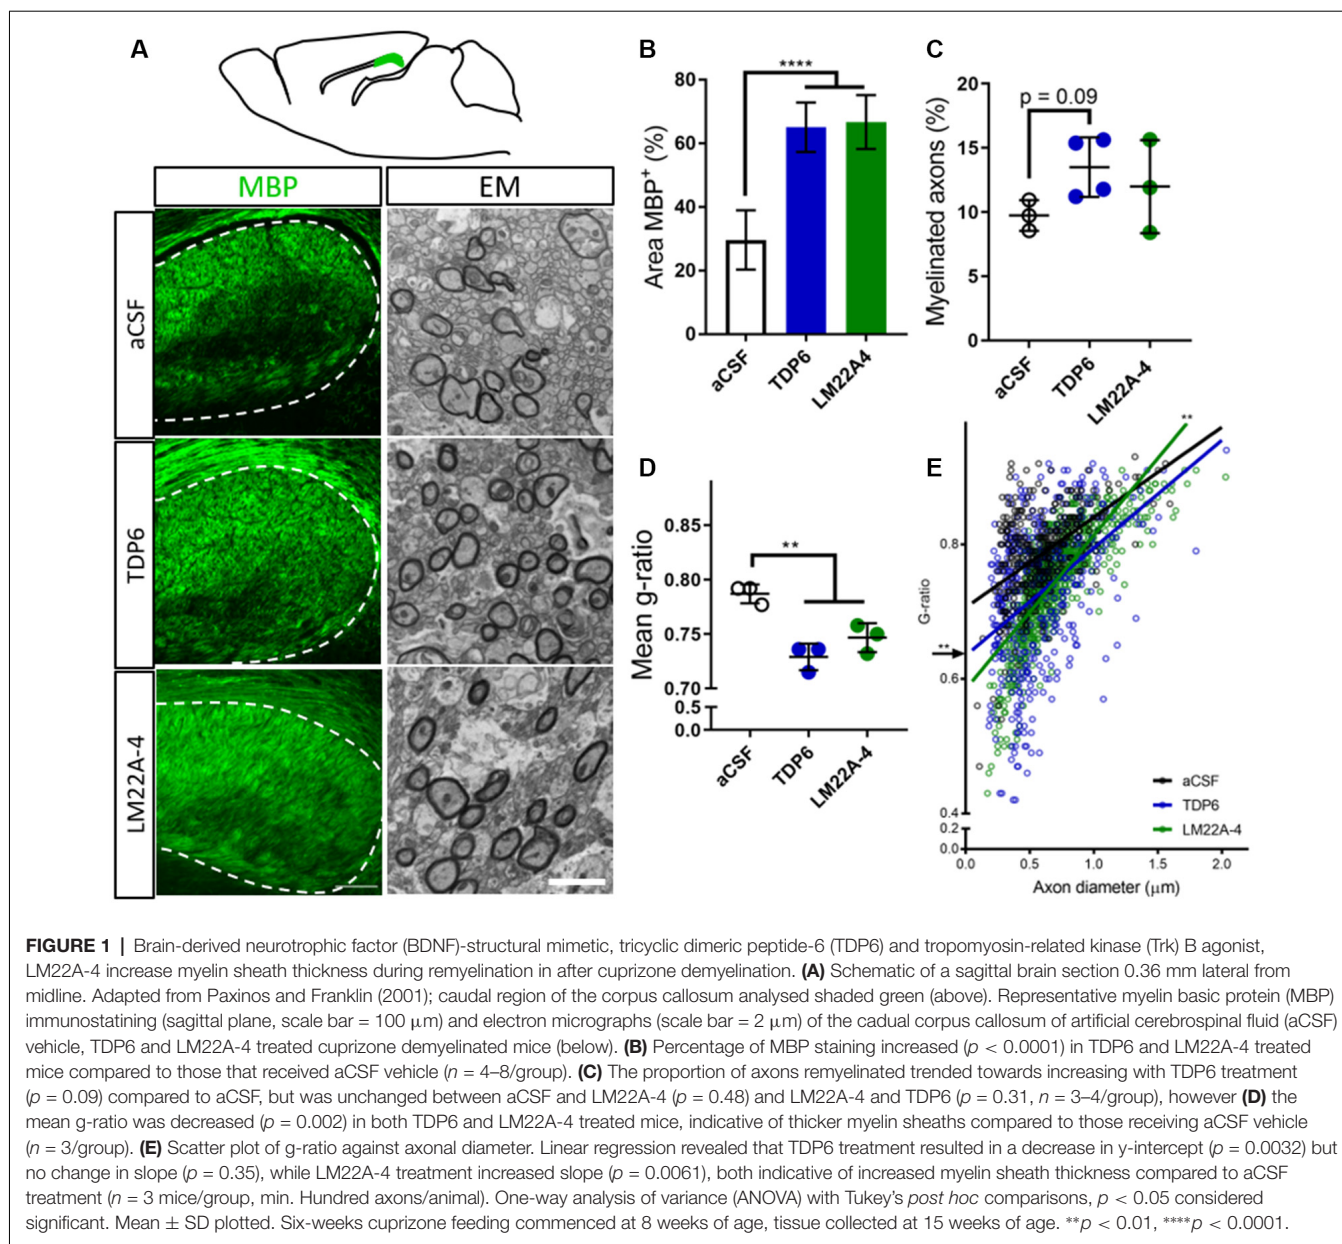 A
MBP
EM
aCSF
TDP6
LM22A-4
B
****
Area MBP⁺ (%)
80
60
40
20
0
aCSF
TDP6
LM22A4
C
p = 0.09
Myelinated axons (%)
20
15
10
5
0
aCSF
TDP6
LM22A-4
D
**
Mean g-ratio
0.85
0.80
0.75
0.70
0.5
0.0
aCSF
TDP6
LM22A-4
E
**
G-ratio
0.8
**
0.6
0.4
0.2
0.0
0.0 0.5 1.0 1.5 2.0
Axon diameter (μm)
aCSF
TDP6
LM22A-4
FIGURE 1 | Brain-derived neurotrophic factor (BDNF)-structural mimetic, tricyclic dimeric peptide-6 (TDP6) and tropomyosin-related kinase (Trk) B agonist,
LM22A-4 increase myelin sheath thickness during remyelination in after cuprizone demyelination. (A) Schematic of a sagittal brain section 0.36 mm lateral from
midline. Adapted from Paxinos and Franklin (2001); caudal region of the corpus callosum analysed shaded green (above). Representative myelin basic protein (MBP)
immunostatining (sagittal plane, scale bar = 100 μm) and electron micrographs (scale bar = 2 μm) of the cadual corpus callosum of artificial cerebrospinal fluid (aCSF)
vehicle, TDP6 and LM22A-4 treated cuprizone demyelinated mice (below). (B) Percentage of MBP staining increased (p < 0.0001) in TDP6 and LM22A-4 treated
mice compared to those that received aCSF vehicle (n = 4–8/group). (C) The proportion of axons remyelinated trended towards increasing with TDP6 treatment
(p = 0.09) compared to aCSF, but was unchanged between aCSF and LM22A-4 (p = 0.48) and LM22A-4 and TDP6 (p = 0.31, n = 3–4/group), however (D) the
mean g-ratio was decreased (p = 0.002) in both TDP6 and LM22A-4 treated mice, indicative of thicker myelin sheaths compared to those receiving aCSF vehicle
(n = 3/group). (E) Scatter plot of g-ratio against axonal diameter. Linear regression revealed that TDP6 treatment resulted in a decrease in y-intercept (p = 0.0032) but
no change in slope (p = 0.35), while LM22A-4 treatment increased slope (p = 0.0061), both indicative of increased myelin sheath thickness compared to aCSF
treatment (n = 3 mice/group, min. Hundred axons/animal). One-way analysis of variance (ANOVA) with Tukey's post hoc comparisons, p < 0.05 considered
significant. Mean ± SD plotted. Six-weeks cuprizone feeding commenced at 8 weeks of age, tissue collected at 15 weeks of age. **p < 0.01, ****p < 0.0001.